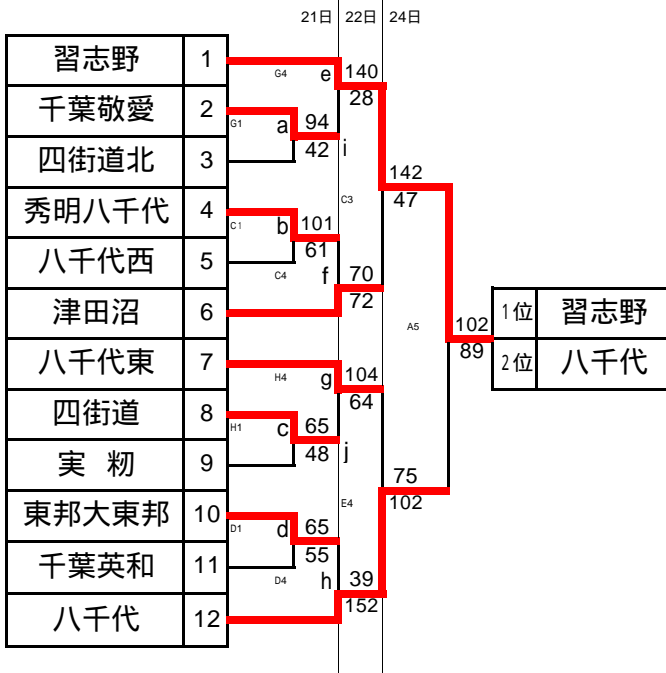 21日 22日 24日
習志野 1
G4 e 140
28
千葉敬愛 2
G1 a 94
42 i
四街道北 3
142
47
秀明八千代 4
C3
C1 b 101
61
八千代西 5
C4 f 70
72
津田沼 6
A5 102
89
1位 習志野
2位 八千代
八千代東 7
H4 g 104
64
四街道 8
H1 c 65
48 j
実 籾 9
75
102
東邦大東邦 10
E4
D1 d 65
55
千葉英和 11
D4 h 39
152
八千代 12